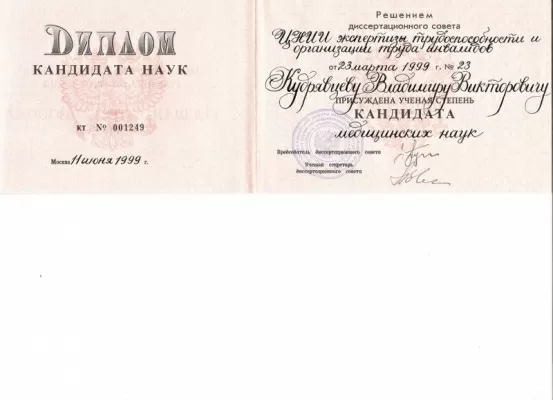 ДИПЛОМ
КАНДИДАТА НАУК
КТ № 001249
Москва 11 июня 1999 г.
Решением
диссертационного совета
ЦНИИ экспертизы трудоспособности и
организации труда инвалидов
от 23 марта 1999 г. № 23
Кудрявцеву Владимиру Викторовичу
ПРИСУЖДЕНА УЧЕНАЯ СТЕПЕНЬ
КАНДИДАТА
медицинских наук
Председатель диссертационного совета
Ученый секретарь
диссертационного совета